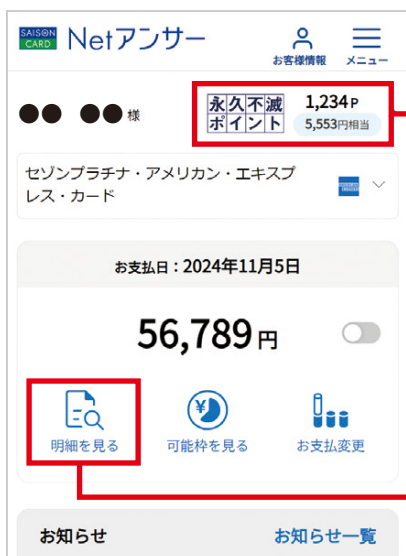 SAISON CARD Netアンサー
お客様情報 メニュー
●● ●● 様
永久不滅ポイント
1,234P
5,553円相当
セゾンプラチナ・アメリカン・エキスプ
レス・カード
お支払日：2024年11月5日
56,789円
明細を見る 可能枠を見る お支払変更
お知らせ お知らせ一覧